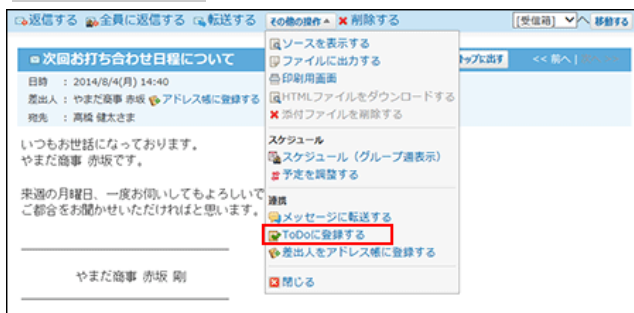 返信する 全員に返信する 転送する その他の操作▲ 削除する [受信箱] へ 移動する
次回お打ち合わせ日程について
トップに出す << 前へ |
日時 : 2014/8/4(月) 14:40
差出人 : やまだ商事 赤坂 アドレス帳に登録する
宛先 : 高橋 健太さま
いつもお世話になっております。
やまだ商事 赤坂です。
来週の月曜日、一度お伺いしてもよろしいで
ご都合をお聞かせいただければと思います。
やまだ商事 赤坂 剛
ソースを表示する
ファイルに出力する
印刷用画面
HTMLファイルをダウンロードする
添付ファイルを削除する
スケジュール
スケジュール（グループ週表示）
予定を調整する
連携
メッセージに転送する
ToDoに登録する
差出人をアドレス帳に登録する
閉じる